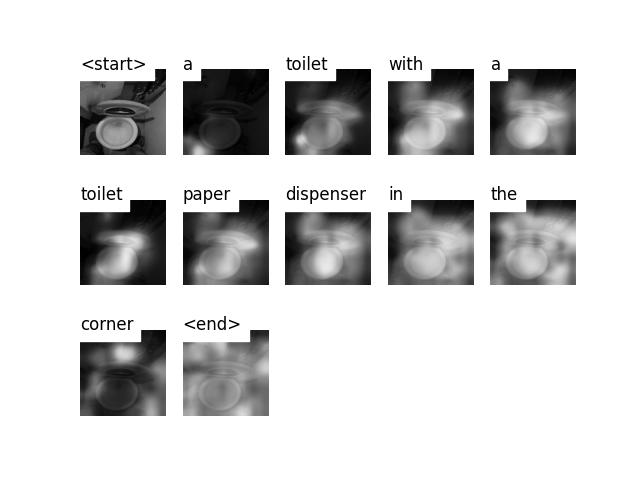 <start> a toilet with a
toilet paper dispenser in the
corner <end>